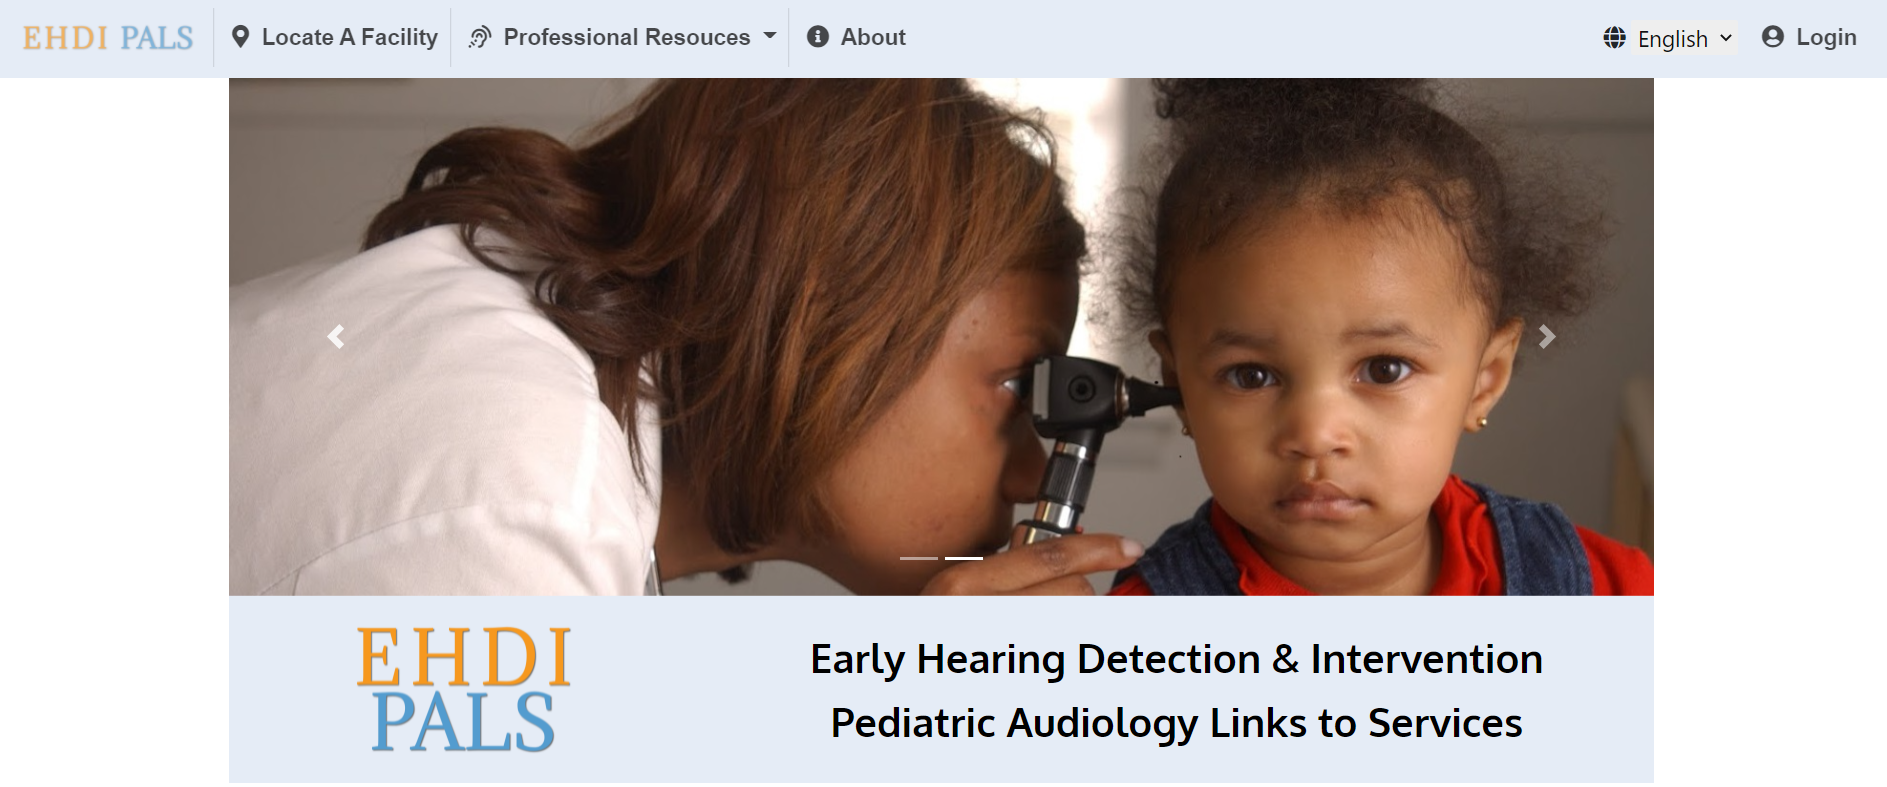 EHDI PALS
Locate A Facility
Professional Resouces
About
English
Login
EHDI
PALS
Early Hearing Detection & Intervention
Pediatric Audiology Links to Services